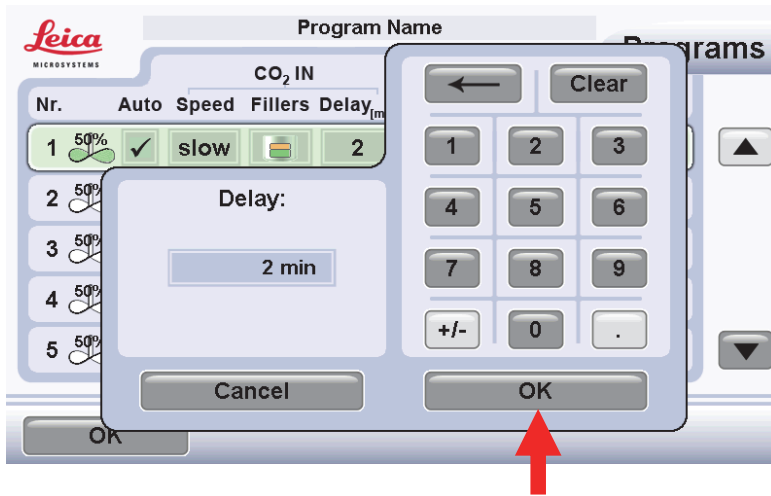 Leica
MICROSYSTEMS
Program Name
Programs
CO₂ IN
Nr. Auto Speed Fillers Delay[m
1 50% ✓ slow 2
2 50%
3 50%
4 50%
5 50%
Delay:
2 min
Cancel
← Clear
1 2 3
4 5 6
7 8 9
+/- 0 .
OK
OK